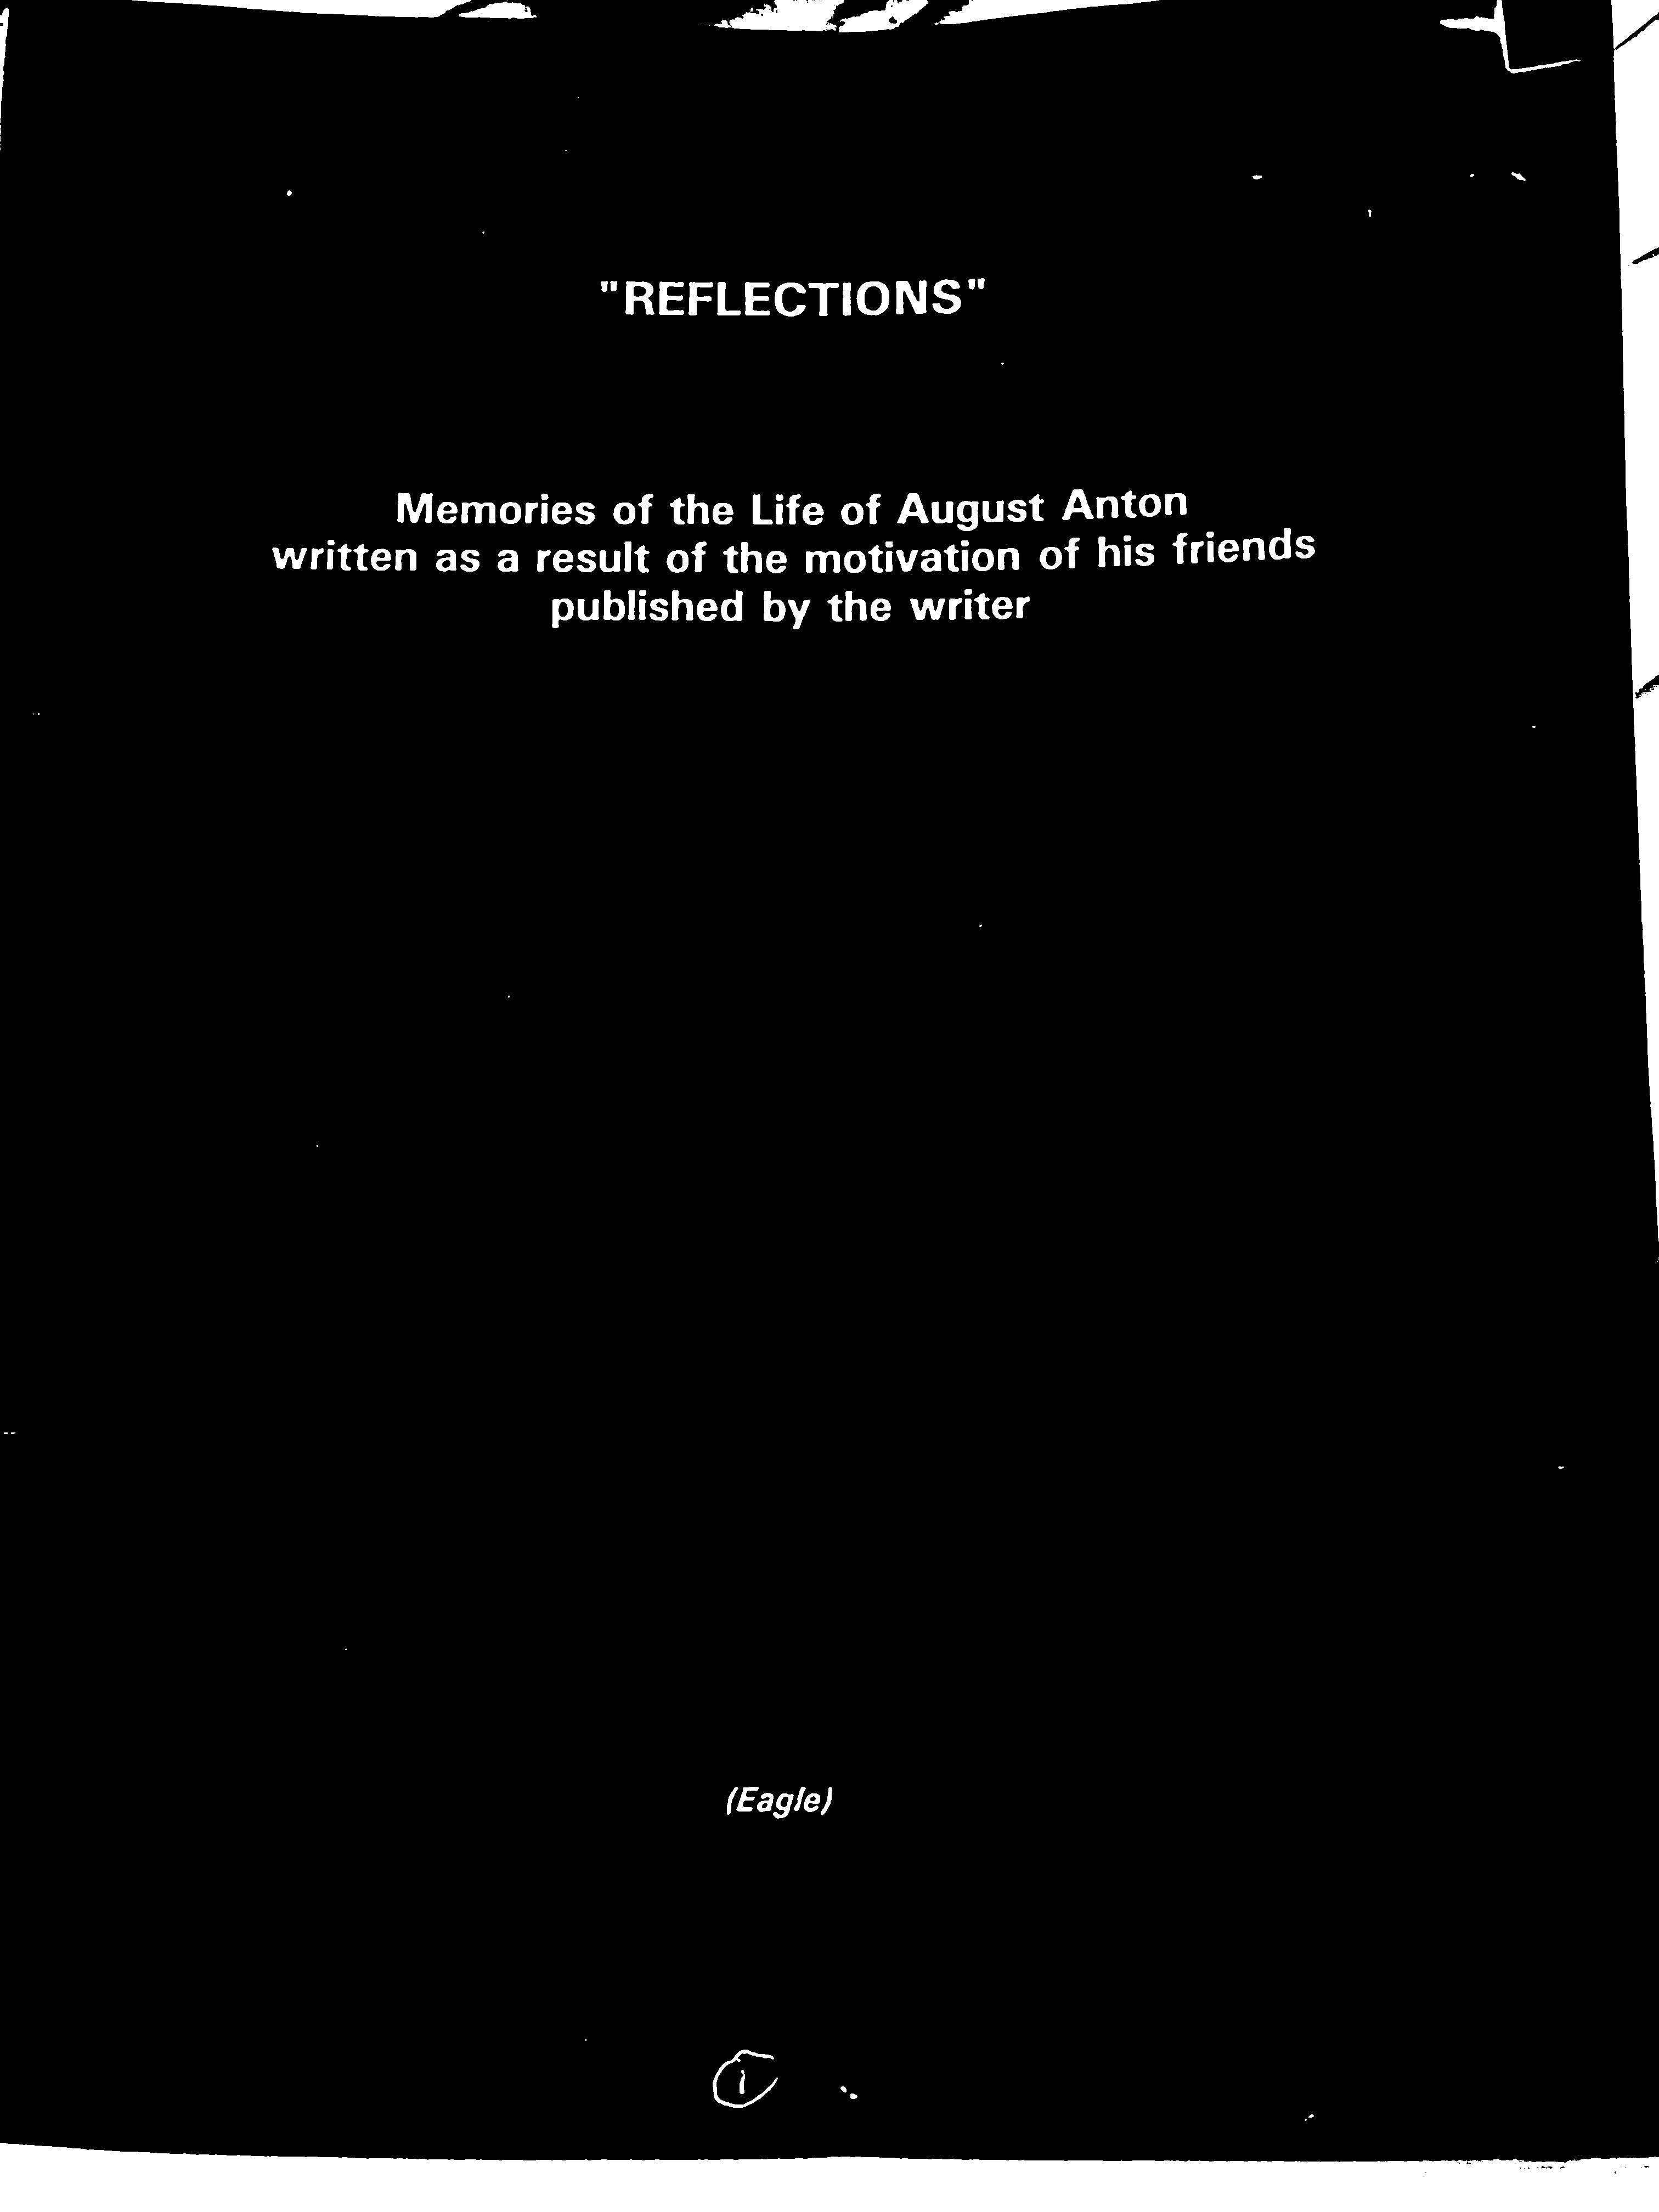 "REFLECTIONS"
Memories of the Life of August Anton
written as a result of the motivation of his friends
published by the writer
(Eagle)
i